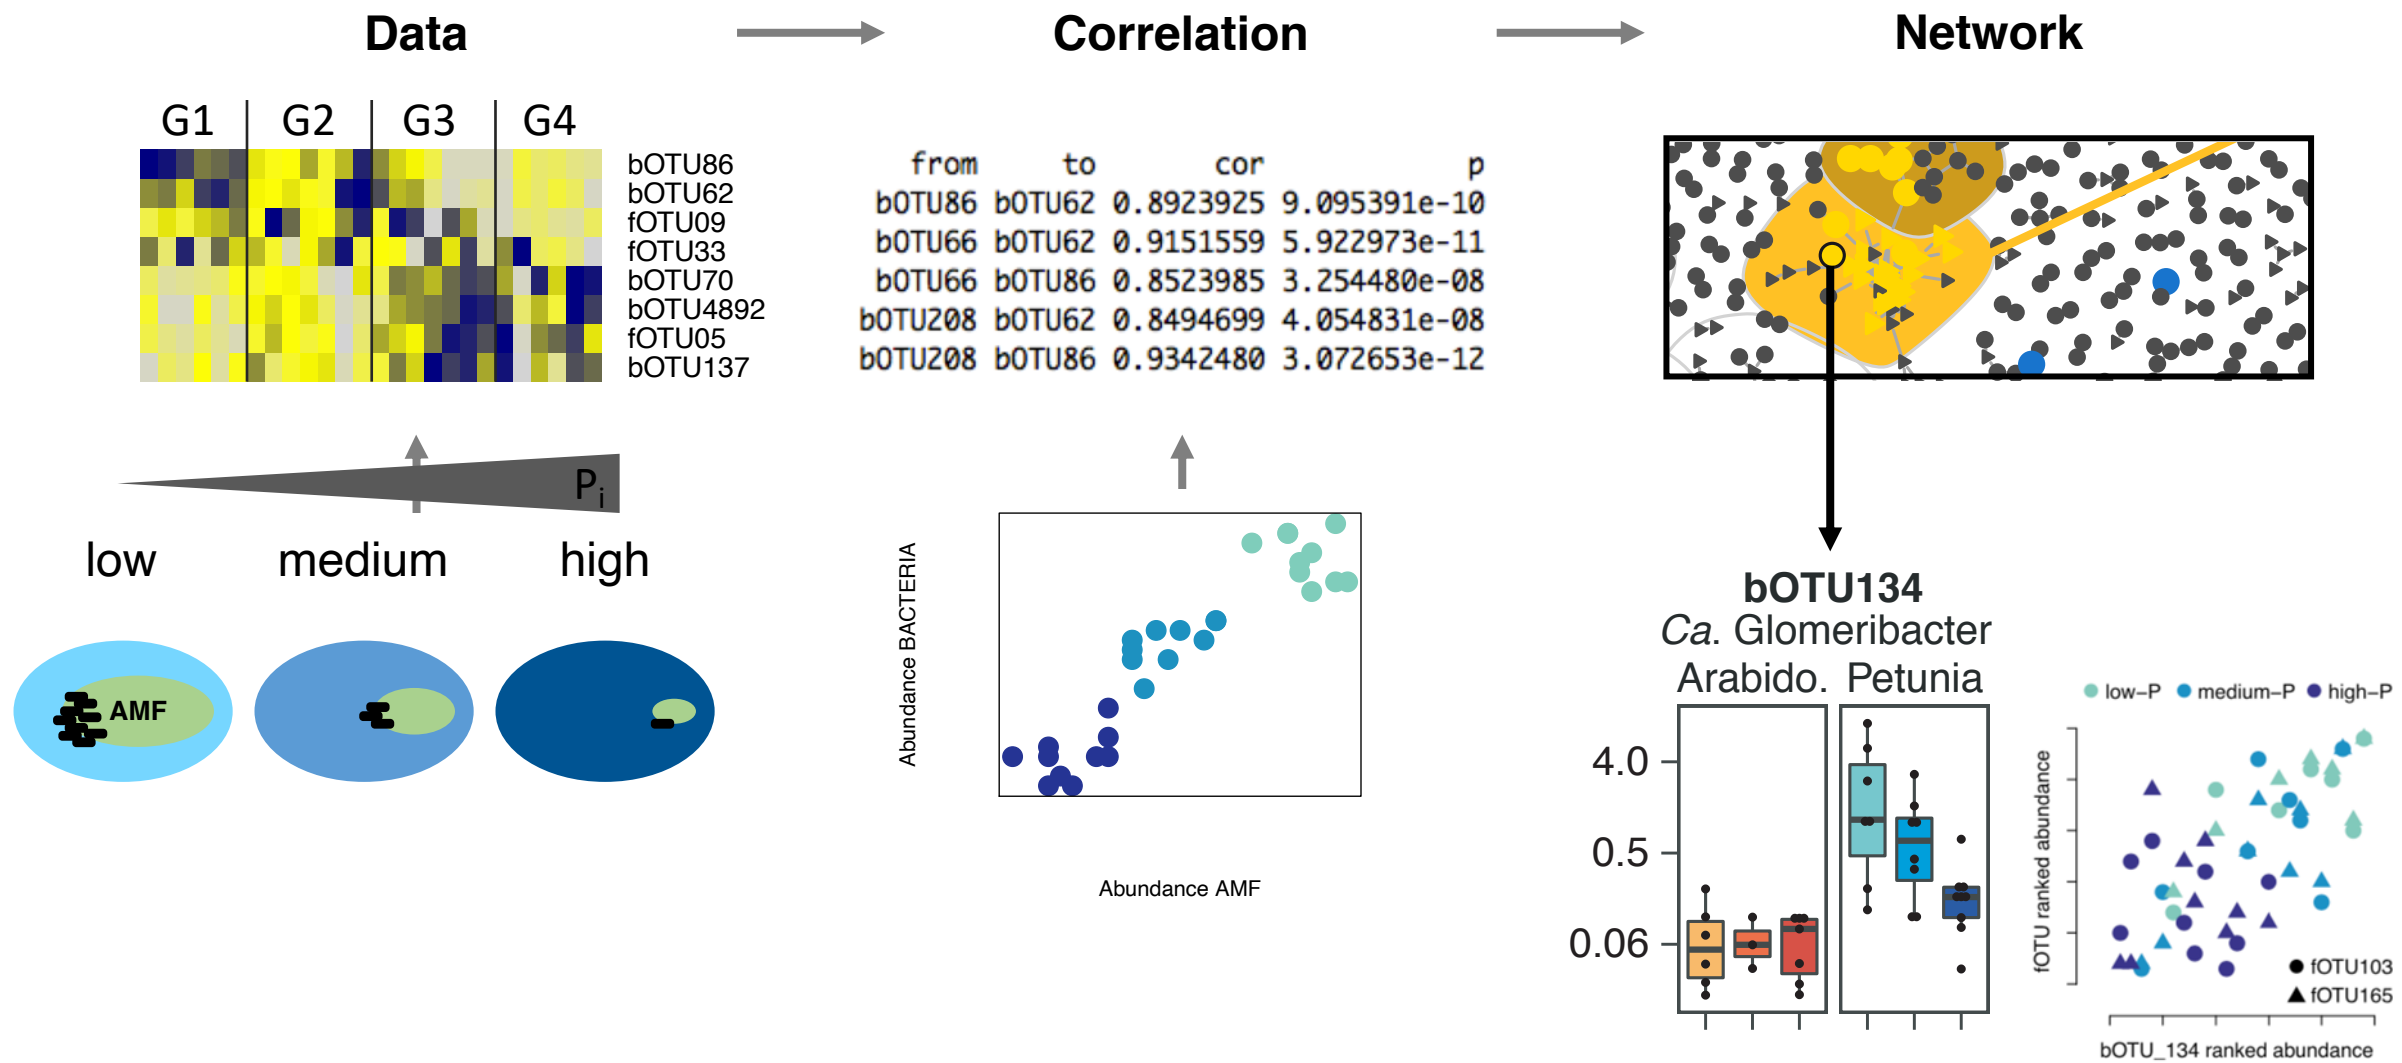 Data
Correlation
Network
G1 G2 G3 G4
bOTU86
bOTU62
fOTU09
fOTU33
bOTU70
bOTU4892
fOTU05
bOTU137
from to cor p
bOTU86 bOTU62 0.8923925 9.095391e-10
bOTU66 bOTU62 0.9151559 5.922973e-11
bOTU66 bOTU86 0.8523985 3.254480e-08
bOTU208 bOTU62 0.8494699 4.054831e-08
bOTU208 bOTU86 0.9342480 3.072653e-12
Pi
low medium high
AMF
Abundance BACTERIA
Abundance AMF
bOTU134
Ca. Glomeribacter
Arabido. Petunia
4.0
0.5
0.06
low-P medium-P high-P
fOTU ranked abundance
fOTU103
fOTU165
bOTU_134 ranked abundance